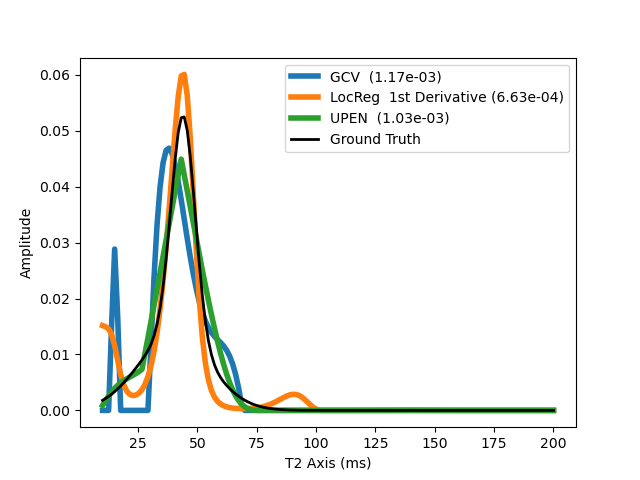 GCV  (1.17e-03)
LocReg  1st Derivative (6.63e-04)
UPEN  (1.03e-03)
Ground Truth
0.06
0.05
0.04
0.03
0.02
0.01
0.00
Amplitude
25 50 75 100 125 150 175 200
T2 Axis (ms)